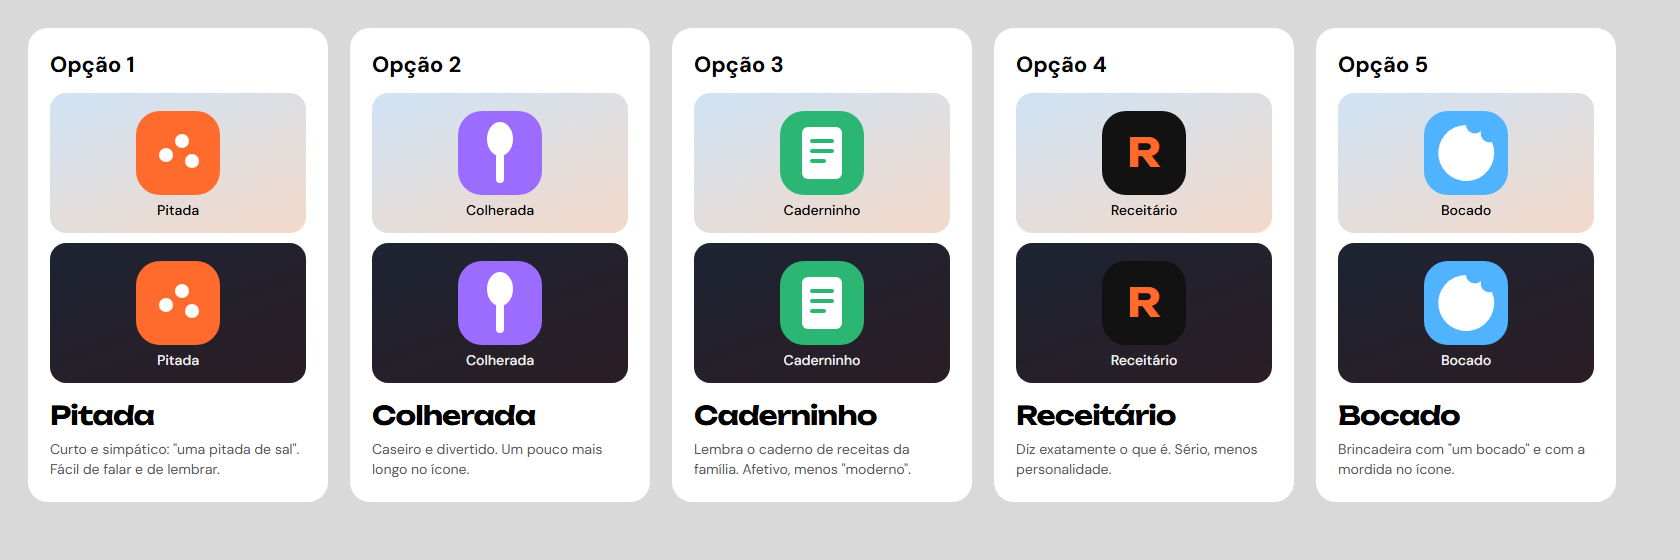 Opção 1
Pitada
Pitada
Pitada
Curto e simpático: "uma pitada de sal".
Fácil de falar e de lembrar.
Opção 2
Colherada
Colherada
Colherada
Caseiro e divertido. Um pouco mais
longo no ícone.
Opção 3
Caderninho
Caderninho
Caderninho
Lembra o caderno de receitas da
família. Afetivo, menos "moderno".
Opção 4
R
Receitário
R
Receitário
Receitário
Diz exatamente o que é. Sério, menos
personalidade.
Opção 5
Bocado
Bocado
Bocado
Brincadeira com "um bocado" e com a
mordida no ícone.